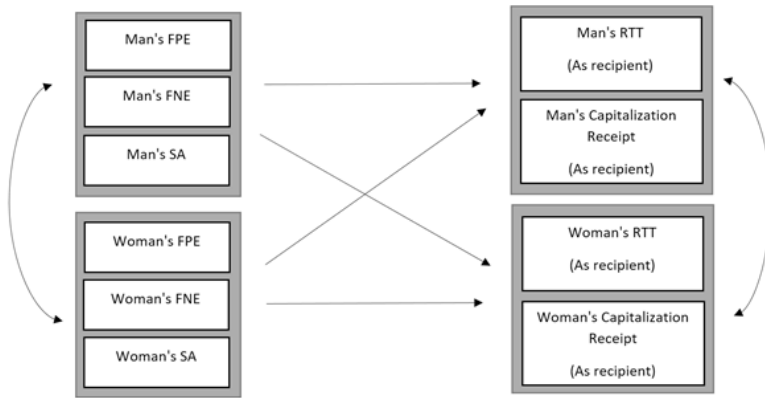 Man's FPE
Man's FNE
Man's SA
Woman's FPE
Woman's FNE
Woman's SA
Man's RTT
(As recipient)
Man's Capitalization
Receipt
(As recipient)
Woman's RTT
(As recipient)
Woman's Capitalization
Receipt
(As recipient)